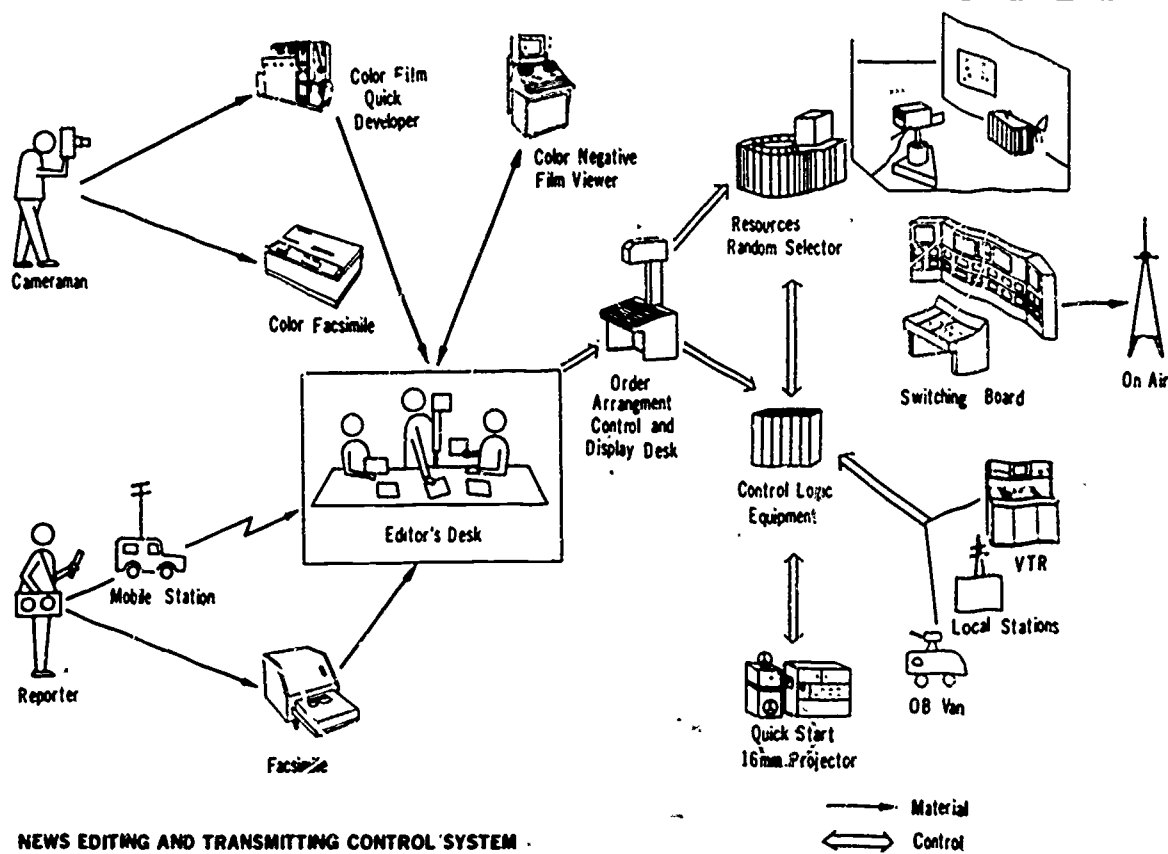 Color Film
Quick
Developer
Color Negative
Film Viewer
Cameraman
Color Facsimile
Resources
Random Selector
Order
Arrangment
Control and
Display Desk
Switching Board
On Air
Editor's Desk
Control Logic
Equipment
VTR
Local Stations
OB Van
Mobile Station
Reporter
Facsimile
Quick Start
16mm. Projector
Material
Control
NEWS EDITING AND TRANSMITTING CONTROL SYSTEM